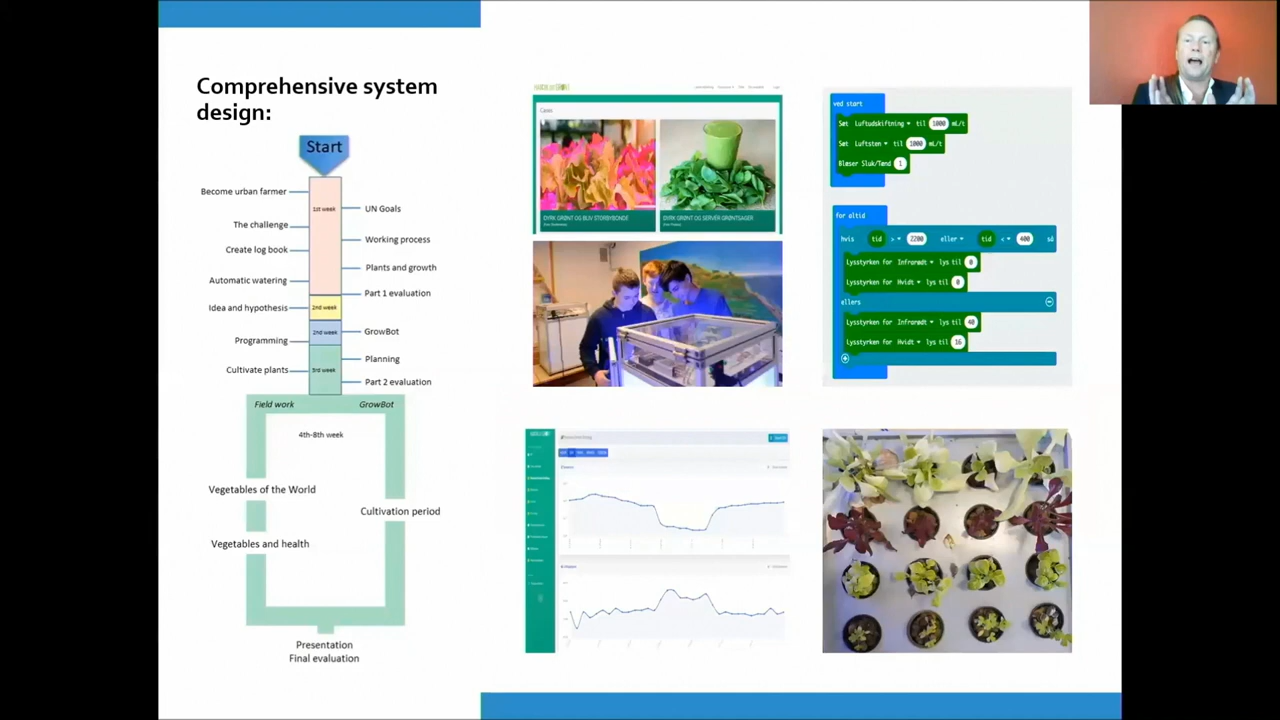 Comprehensive system
design:
Start
Become urban farmer
1st week
UN Goals
The challenge
Working process
Create log book
Plants and growth
Automatic watering
Part 1 evaluation
Idea and hypothesis
2nd week
2nd week
GrowBot
Programming
Planning
Cultivate plants
3rd week
Part 2 evaluation
Field work
GrowBot
4th-8th week
Vegetables of the World
Cultivation period
Vegetables and health
Presentation
Final evaluation
Cases
DYRK GRØNT OG BLIV STORBYBONDE
DYRK GRØNT OG SERVER GRØNTSAGER
ved start
Sæt Luftudskiftning til 1000 mL/t
Sæt Luftsten til 1000 mL/t
Blæser Sluk/Tænd 1
for altid
hvis tid > 2200 eller tid < 400 så
Lysstyrken for Infrarødt lys til 0
Lysstyrken for Hvidt lys til 0
ellers
Lysstyrken for Infrarødt lys til 40
Lysstyrken for Hvidt lys til 16